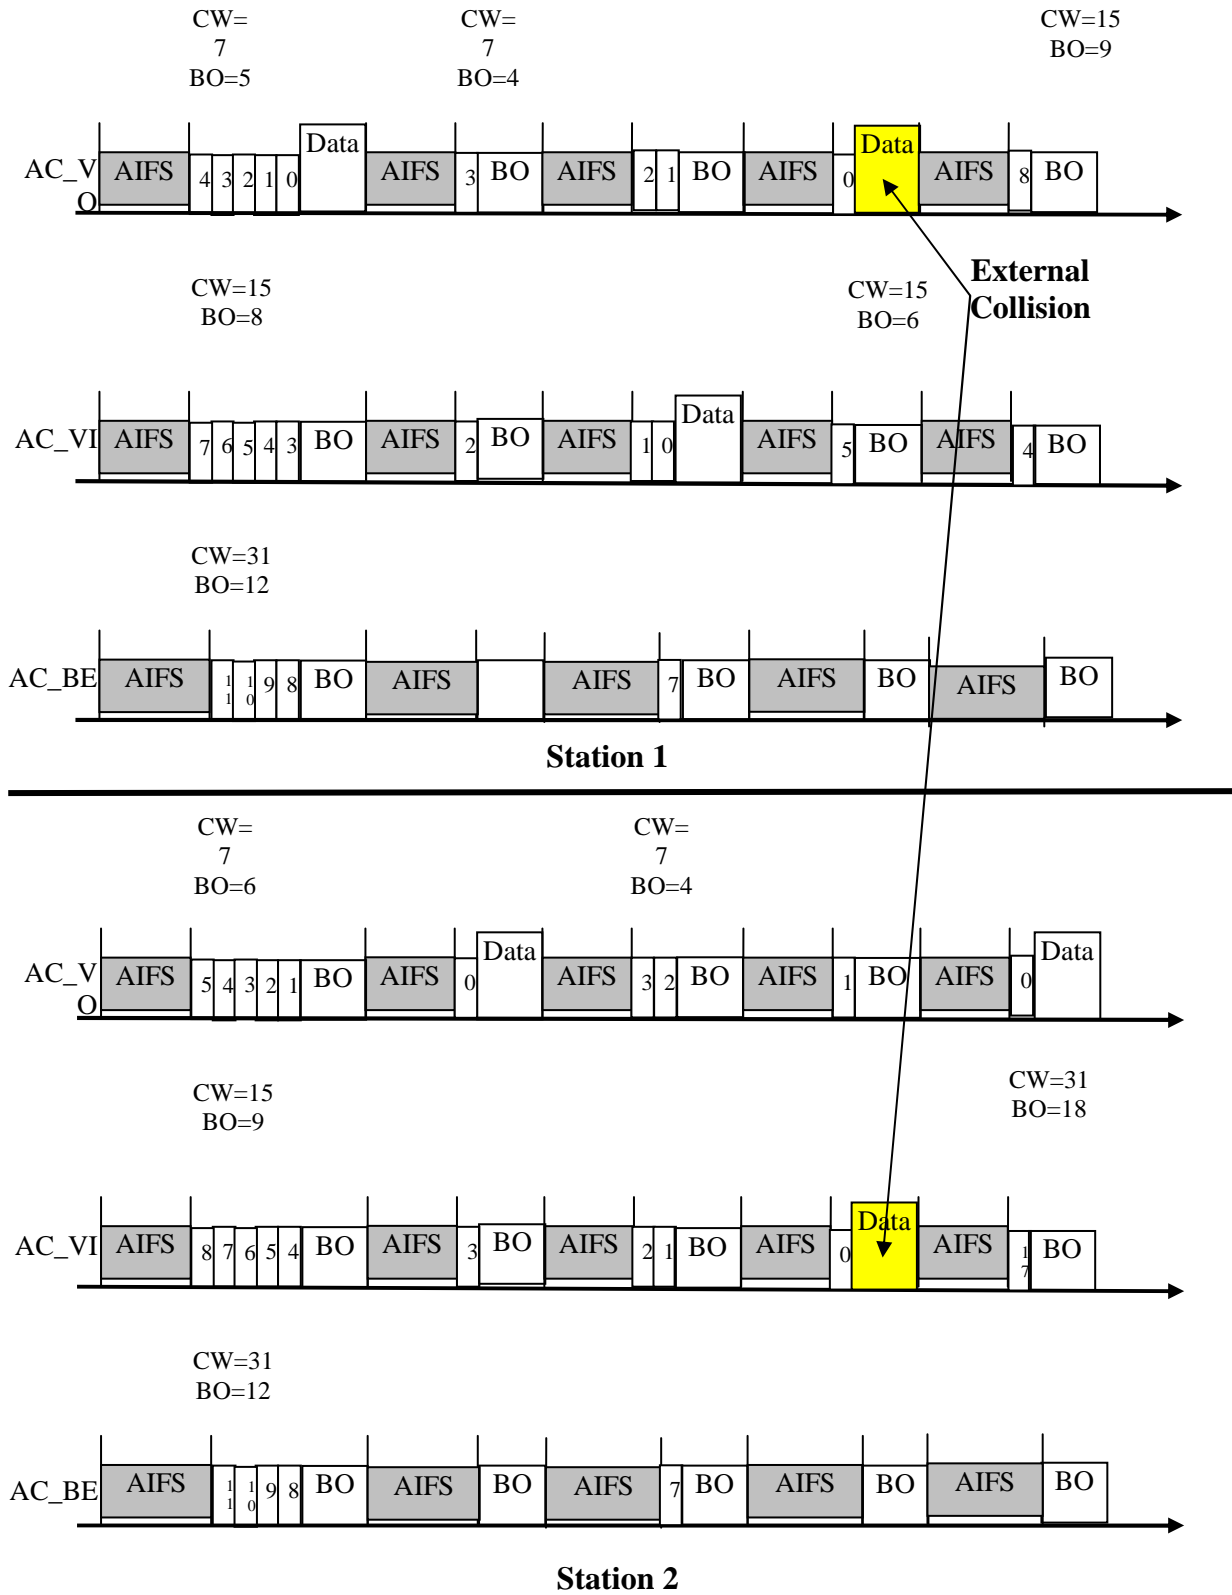 CW=
7
BO=5
CW=
7
BO=4
CW=15
BO=9
AC_V
O
AIFS 4 3 2 1 0 Data AIFS 3 BO AIFS 2 1 BO AIFS 0 Data AIFS 8 BO
External
Collision
CW=15
BO=8
CW=15
BO=6
AC_VI AIFS 7 6 5 4 3 BO AIFS 2 BO AIFS 1 0 Data AIFS 5 BO AIFS 4 BO
CW=31
BO=12
AC_BE AIFS 11 10 9 8 BO AIFS AIFS 7 BO AIFS BO AIFS BO
Station 1
CW=
7
BO=6
CW=
7
BO=4
AC_V
O
AIFS 5 4 3 2 1 BO AIFS 0 Data AIFS 3 2 BO AIFS 1 BO AIFS 0 Data
CW=15
BO=9
CW=31
BO=18
AC_VI AIFS 8 7 6 5 4 BO AIFS 3 BO AIFS 2 1 BO AIFS 0 Data AIFS 17 BO
CW=31
BO=12
AC_BE AIFS 11 10 9 8 BO AIFS BO AIFS 7 BO AIFS BO AIFS BO
Station 2